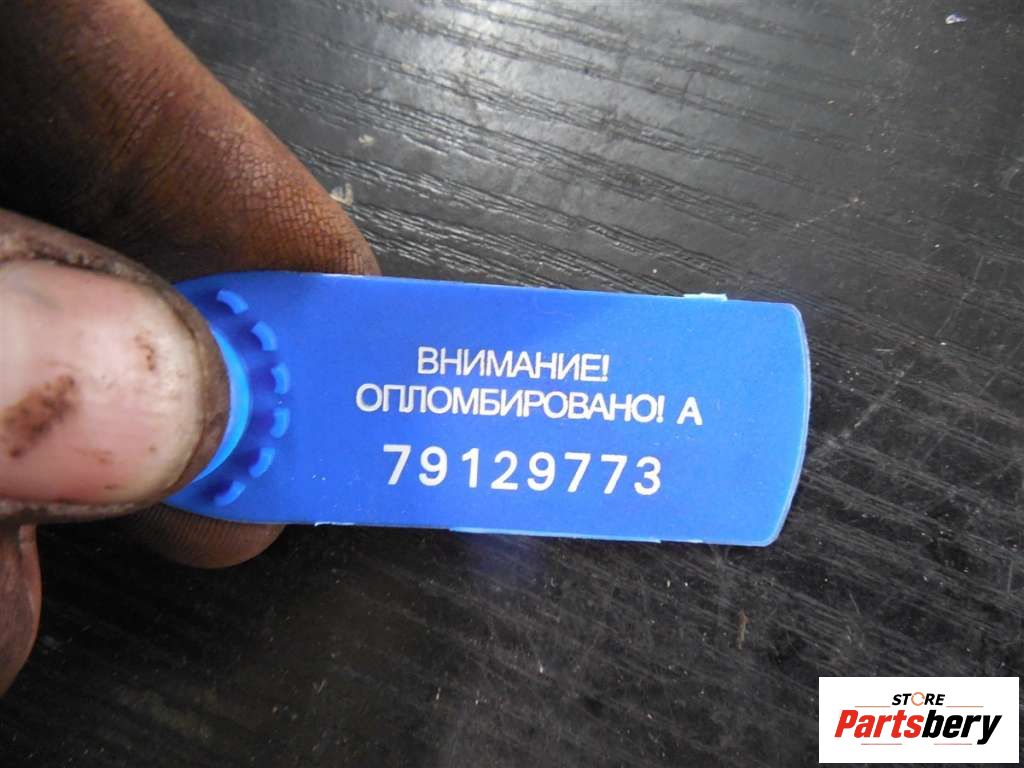 ВНИМАНИЕ!
ОПЛОМБИРОВАНО! А
79129773
STORE
Partsbery